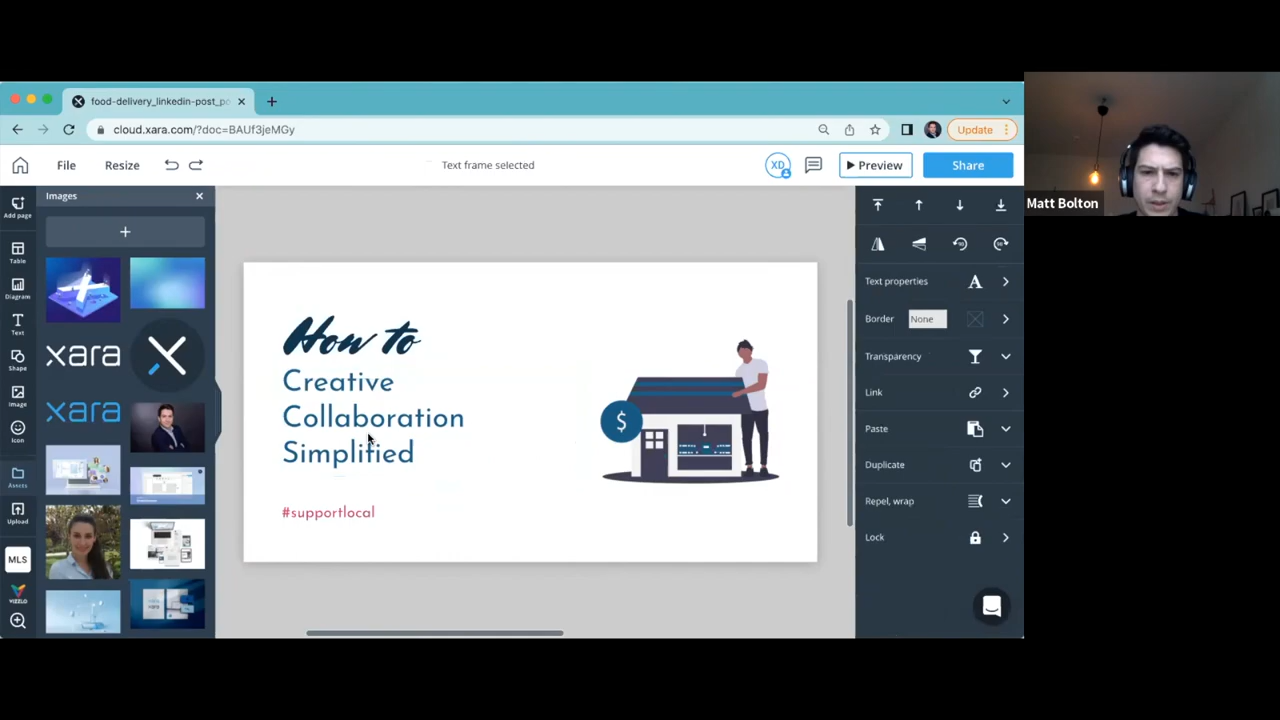 food-delivery_linkedin-post_po
cloud.xara.com/?doc=BAUf3jeMGy
Update
File
Resize
Text frame selected
XD
Preview
Share
Matt Bolton
Images
Add page
Table
Diagram
Text
Shape
Image
Icon
Assets
Upload
MLS
VIZZLO
xara
xara
How to
Creative
Collaboration
Simplified
$
#supportlocal
Text properties
A
Border
None
Transparency
Link
Paste
Duplicate
Repel, wrap
Lock